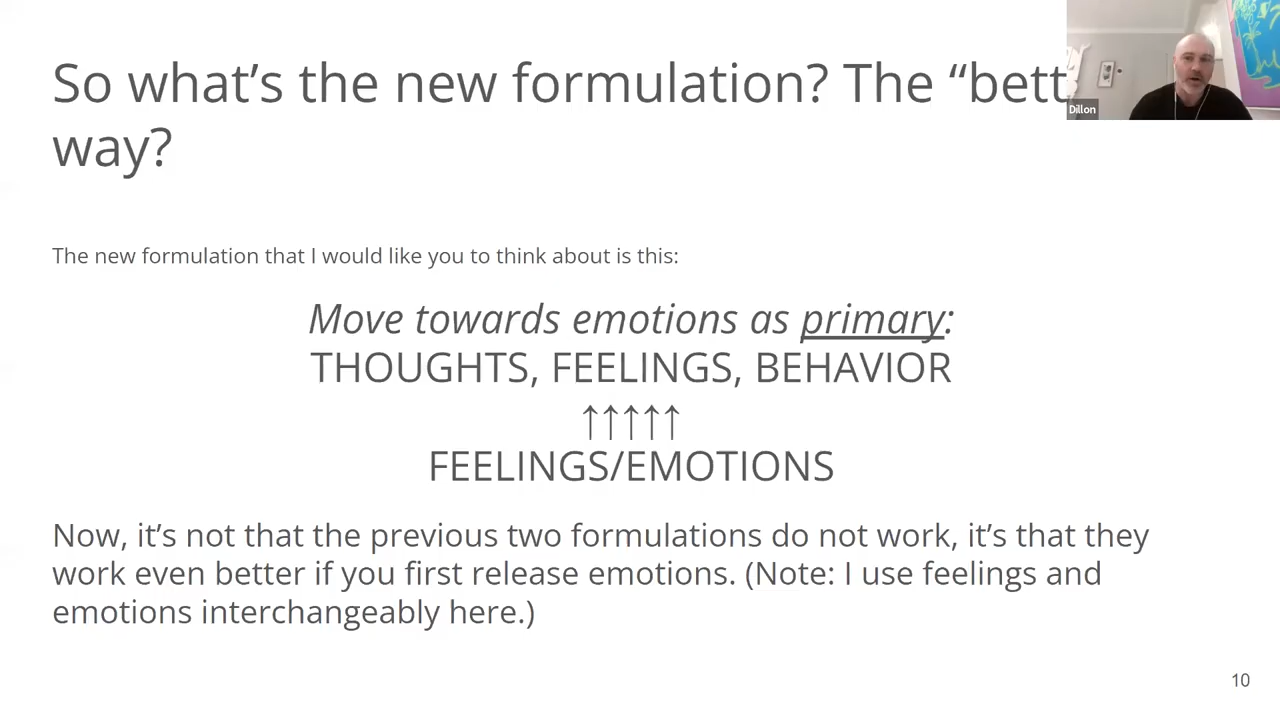 So what’s the new formulation? The “bett
way?
Dillon
The new formulation that I would like you to think about is this:
Move towards emotions as primary:
THOUGHTS, FEELINGS, BEHAVIOR
↑↑↑↑↑
FEELINGS/EMOTIONS
Now, it’s not that the previous two formulations do not work, it’s that they
work even better if you first release emotions. (Note: I use feelings and
emotions interchangeably here.)
10